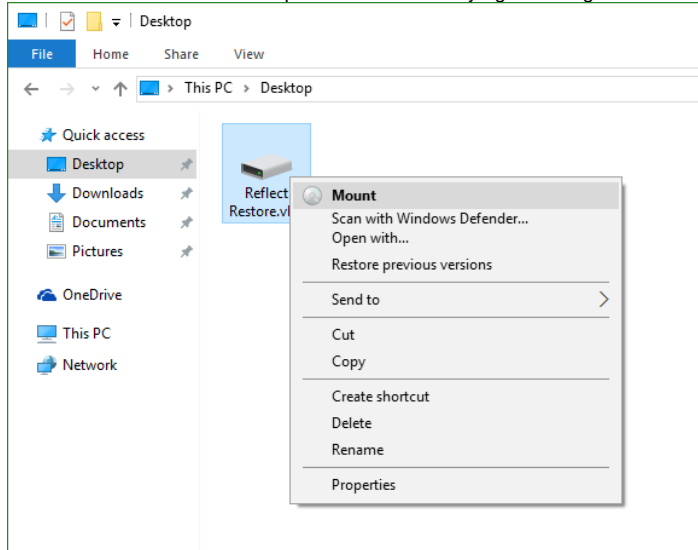 Desktop
File Home Share View
This PC > Desktop
Quick access
Desktop
Downloads
Documents
Pictures
OneDrive
This PC
Network
Reflect
Mount
Scan with Windows Defender...
Open with...
Restore previous versions
Send to
Cut
Copy
Create shortcut
Delete
Rename
Properties